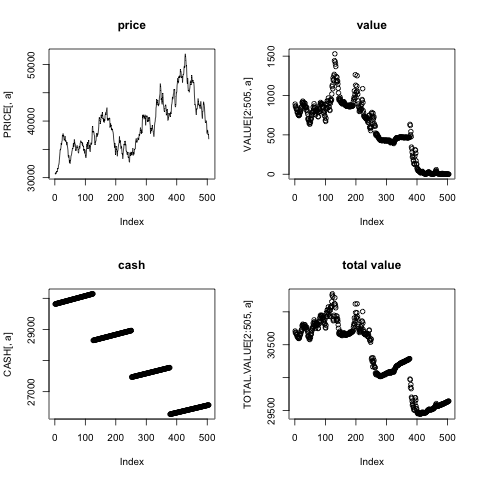 price
PRICE[, a]
30000
40000
50000
0 100 200 300 400 500
Index
value
VALUE[2:505, a]
0
500
1000
1500
0 100 200 300 400 500
Index
cash
CASH[, a]
27000
29000
0 100 200 300 400 500
Index
total value
TOTAL.VALUE[2:505, a]
29500
30500
0 100 200 300 400 500
Index